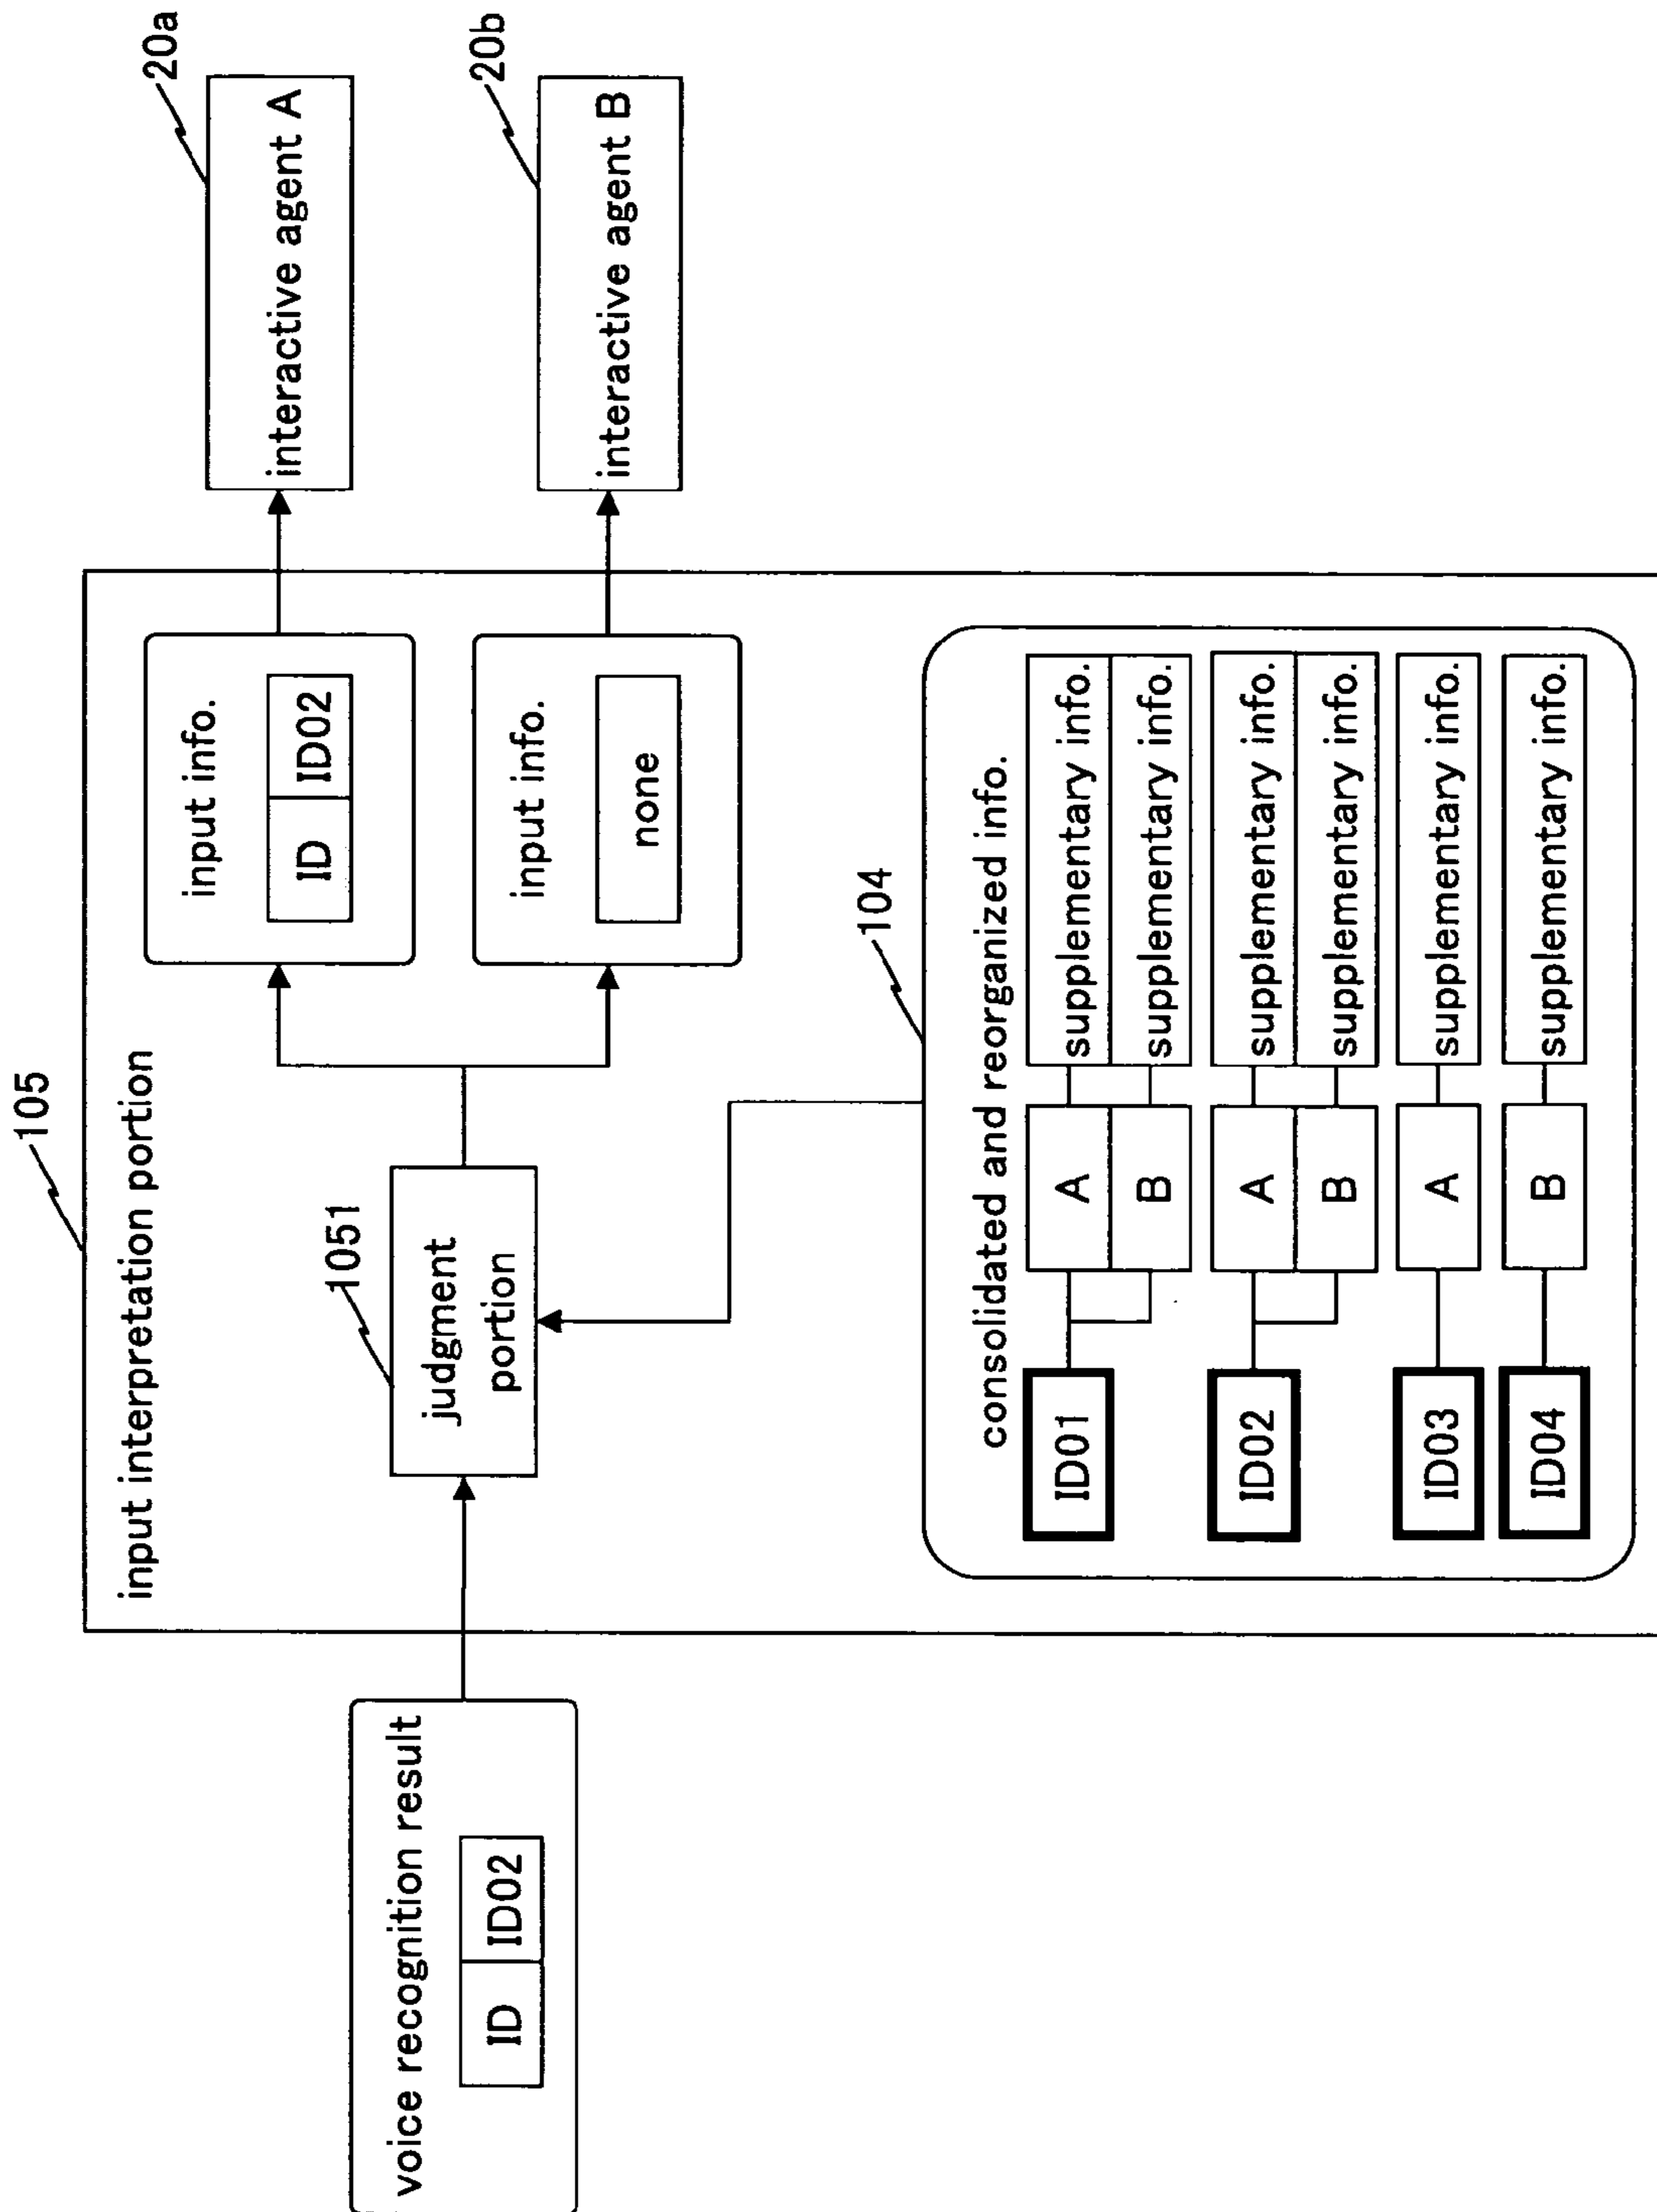 105
input interpretation portion
voice recognition result
ID ID02
1051
judgment
portion
input info.
ID ID02
input info.
none
20a
interactive agent A
20b
interactive agent B
104
consolidated and reorganized info.
ID01 A supplementary info.
B supplementary info.
ID02 A supplementary info.
B supplementary info.
ID03 A supplementary info.
ID04 B supplementary info.